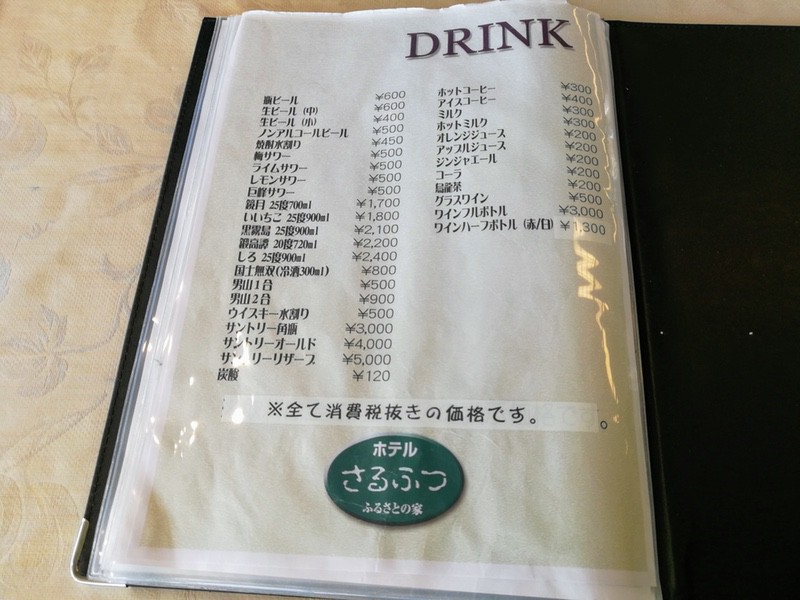 DRINK
瓶ビール ¥600
生ビール (中) ¥600
生ビール (小) ¥400
ノンアルコールビール ¥500
焼酎水割り ¥450
梅サワー ¥500
ライムサワー ¥500
レモンサワー ¥500
巨峰サワー ¥500
鏡月 25度700ml ¥1,700
いいちこ 25度900ml ¥1,800
黒霧島 25度900ml ¥2,100
鍛高譚 20度720ml ¥2,200
しろ 25度900ml ¥2,400
国士無双(冷酒300ml) ¥800
男山1合 ¥500
男山2合 ¥900
ウイスキー水割り ¥500
サントリー角瓶 ¥3,000
サントリーオールド ¥4,000
サントリーリザーブ ¥5,000
炭酸 ¥120
ホットコーヒー ¥300
アイスコーヒー ¥400
ミルク ¥300
ホットミルク ¥300
オレンジジュース ¥200
アップルジュース ¥200
ジンジャエール ¥200
コーラ ¥200
烏龍茶 ¥200
グラスワイン ¥500
ワインフルボトル ¥3,000
ワインハーフボトル (赤/白) ¥1,300
※全て消費税抜きの価格です。 。
ホテル
さるふつ
ふるさとの家